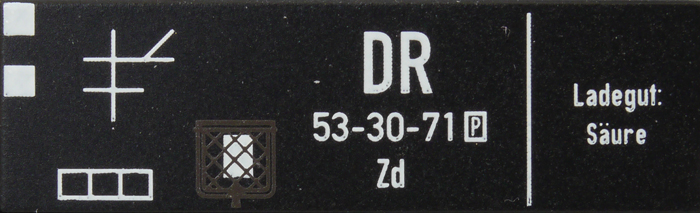 DR
53-30-71 P
Zd
Ladegut:
Säure